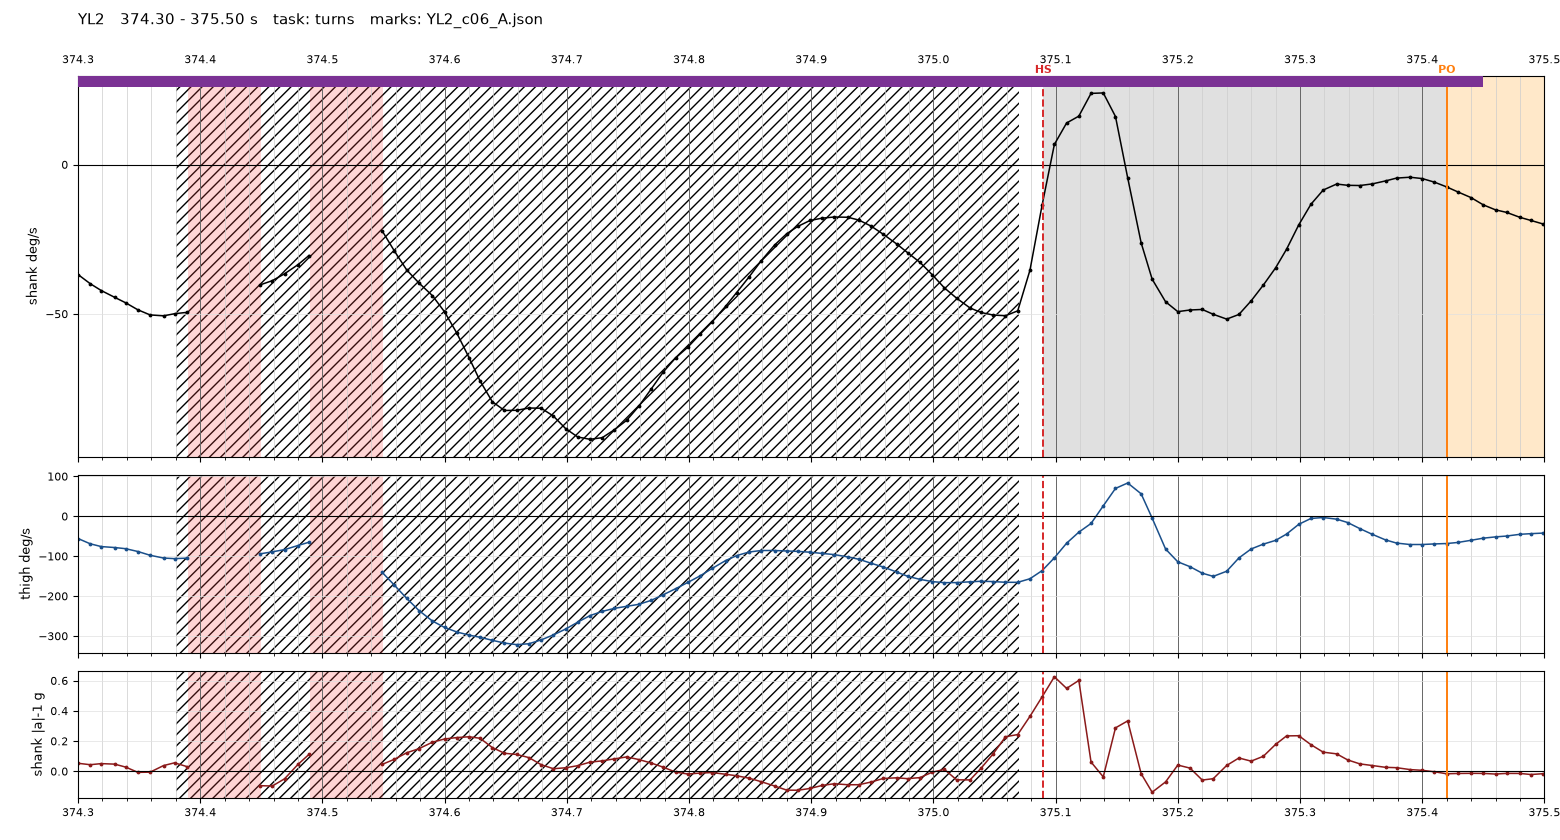 YL2   374.30 - 375.50 s   task: turns   marks: YL2_c06_A.json
374.3 374.4 374.5 374.6 374.7 374.8 374.9 375.0 375.1 375.2 375.3 375.4 375.5
HS PO
0
−50
shank deg/s
100
0
−100
−200
−300
thigh deg/s
0.6
0.4
0.2
0.0
shank |a|-1 g
374.3 374.4 374.5 374.6 374.7 374.8 374.9 375.0 375.1 375.2 375.3 375.4 375.5